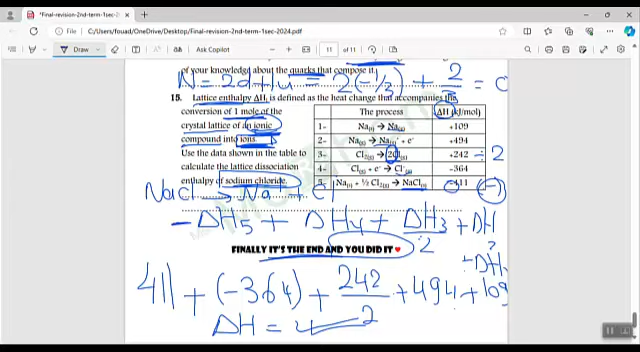 *Final-revision-2nd-term-1sec-2024.pdf
File C:/Users/fouad/OneDrive/Desktop/Final-revision-2nd-term-1sec-2024.pdf
Draw Ask Copilot 11 of 11
of your knowledge about the quarks that compose it.
N = 2d + u = 2(-1/3) + 2/3 = 0
15. Lattice enthalpy ΔH is defined as the heat change that accompanies the
conversion of 1 mole of the
crystal lattice of an ionic
compound into ions.
Use the data shown in the table to
calculate the lattice dissociation
enthalpy of sodium chloride.
The process ΔH (kJ/mol)
1- Na(s) → Na(g) +109
2- Na(g) → Na+(g) + e- +494
3- Cl2(g) → 2Cl(g) +242 ÷ 2
4- Cl(g) + e- → Cl-(g) -364
5- Na(s) + ½ Cl2(g) → NaCl(s) -411 (-)
NaCl → Na+ + Cl-
-ΔH5 + ΔH4 + ΔH3/2 + ΔH2
+ ΔH
FINALLY IT'S THE END AND YOU DID IT ♥
411 + (-364) + 242/2 + 494 + 109
ΔH =
11